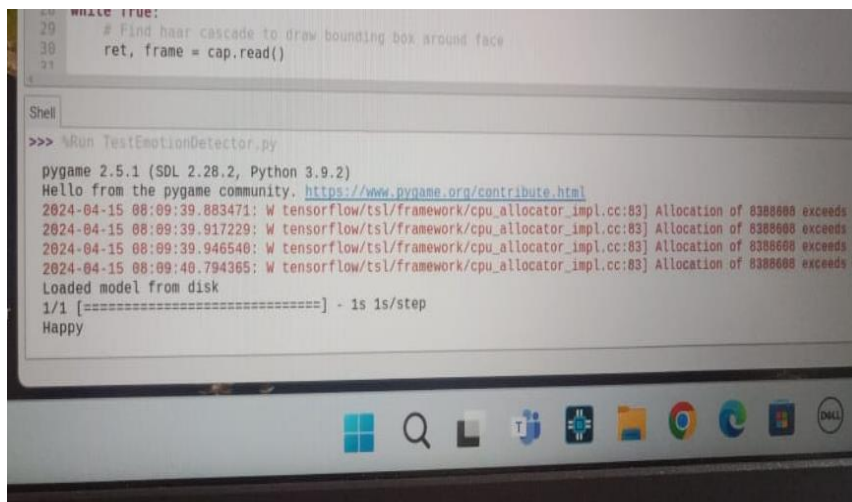 while True:
29 # Find haar cascade to draw bounding box around face
30 ret, frame = cap.read()
31
Shell
>>> %Run TestEmotionDetector.py
pygame 2.5.1 (SDL 2.28.2, Python 3.9.2)
Hello from the pygame community. https://www.pygame.org/contribute.html
2024-04-15 08:09:39.883471: W tensorflow/tsl/framework/cpu_allocator_impl.cc:83] Allocation of 8388608 exceeds
2024-04-15 08:09:39.917229: W tensorflow/tsl/framework/cpu_allocator_impl.cc:83] Allocation of 8388608 exceeds
2024-04-15 08:09:39.946540: W tensorflow/tsl/framework/cpu_allocator_impl.cc:83] Allocation of 8388608 exceeds
2024-04-15 08:09:40.794365: W tensorflow/tsl/framework/cpu_allocator_impl.cc:83] Allocation of 8388608 exceeds
Loaded model from disk
1/1 [==============================] - 1s 1s/step
Happy
T
DELL